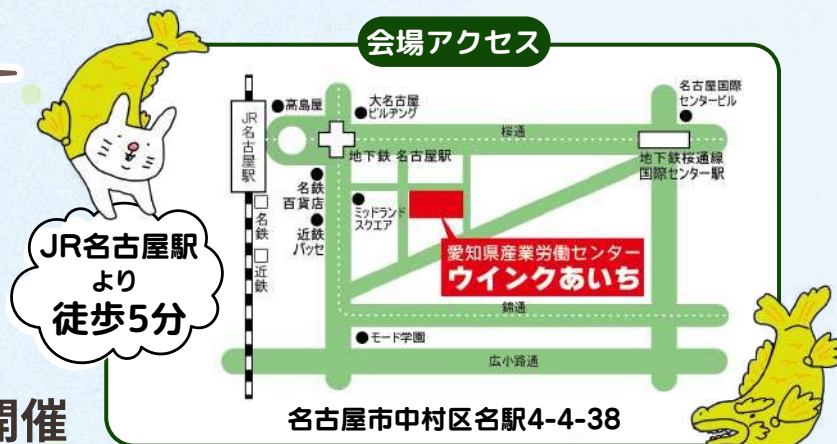 会場アクセス
JR名古屋駅
高島屋
大名古屋
ビルヂング
名古屋国際
センタービル
桜通
地下鉄 名古屋駅
地下鉄桜通線
国際センター駅
名鉄
百貨店
近鉄
パッセ
名鉄
近鉄
ミッドランド
スクエア
愛知県産業労働センター
ウインクあいち
錦通
モード学園
広小路通
名古屋市中村区名駅4-4-38
JR名古屋駅
より
徒歩5分
開催